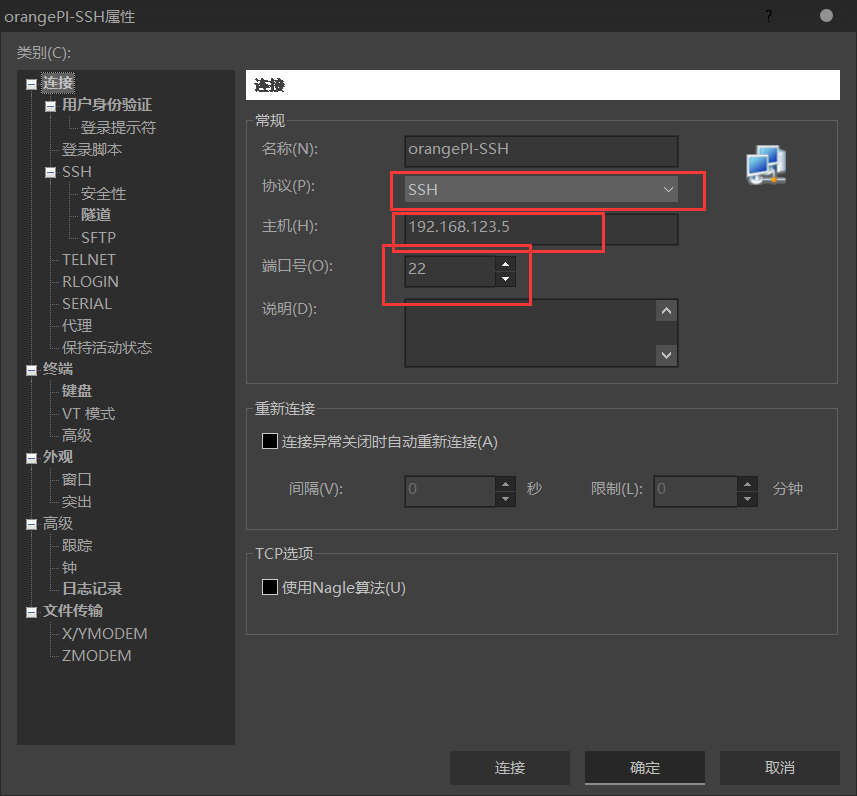 orangePI-SSH属性
?
类别(C):
连接
用户身份验证
登录提示符
登录脚本
SSH
安全性
隧道
SFTP
TELNET
RLOGIN
SERIAL
代理
保持活动状态
终端
键盘
VT 模式
高级
外观
窗口
突出
高级
跟踪
钟
日志记录
文件传输
X/YMODEM
ZMODEM
连接
常规
名称(N): orangePI-SSH
协议(P): SSH
主机(H): 192.168.123.5
端口号(O): 22
说明(D):
重新连接
连接异常关闭时自动重新连接(A)
间隔(V): 0 秒 限制(L): 0 分钟
TCP选项
使用Nagle算法(U)
连接 确定 取消